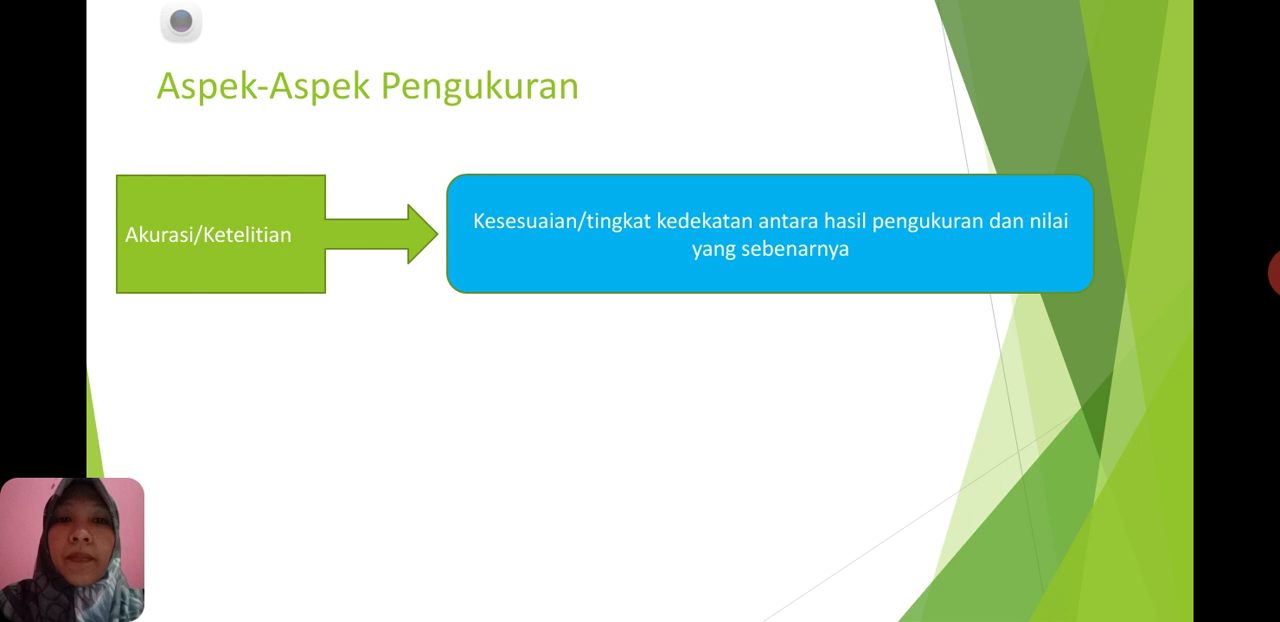 Aspek-Aspek Pengukuran
Akurasi/Ketelitian
Kesesuaian/tingkat kedekatan antara hasil pengukuran dan nilai
yang sebenarnya